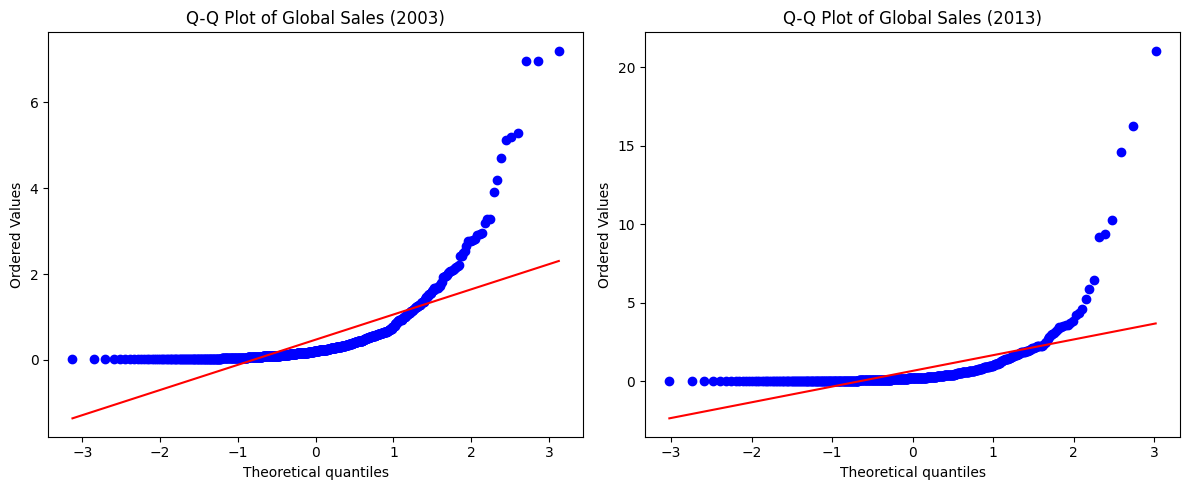 Q-Q Plot of Global Sales (2003)
Ordered Values
6
4
2
0
−3 −2 −1 0 1 2 3
Theoretical quantiles
Q-Q Plot of Global Sales (2013)
Ordered Values
20
15
10
5
0
−3 −2 −1 0 1 2 3
Theoretical quantiles